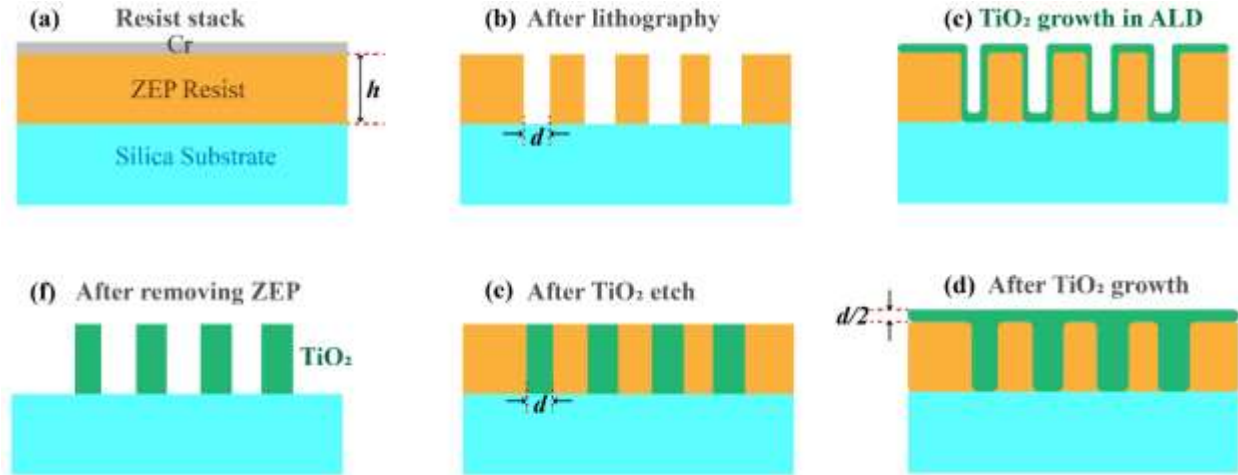 (a) Resist stack
Cr
ZEP Resist
h
Silica Substrate
(b) After lithography
d
(c) TiO₂ growth in ALD
(f) After removing ZEP
TiO₂
(e) After TiO₂ etch
d
(d) After TiO₂ growth
d/2